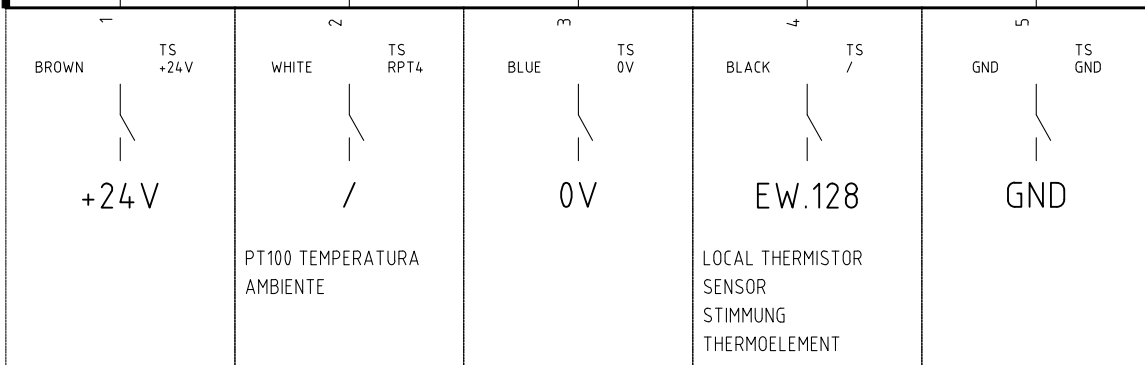 1
2
3
4
5
BROWN
TS
+24V
WHITE
TS
RPT4
BLUE
TS
0V
BLACK
TS
/
GND
TS
GND
+24V
/
0V
EW.128
GND
PT100 TEMPERATURA
AMBIENTE
LOCAL THERMISTOR
SENSOR
STIMMUNG
THERMOELEMENT